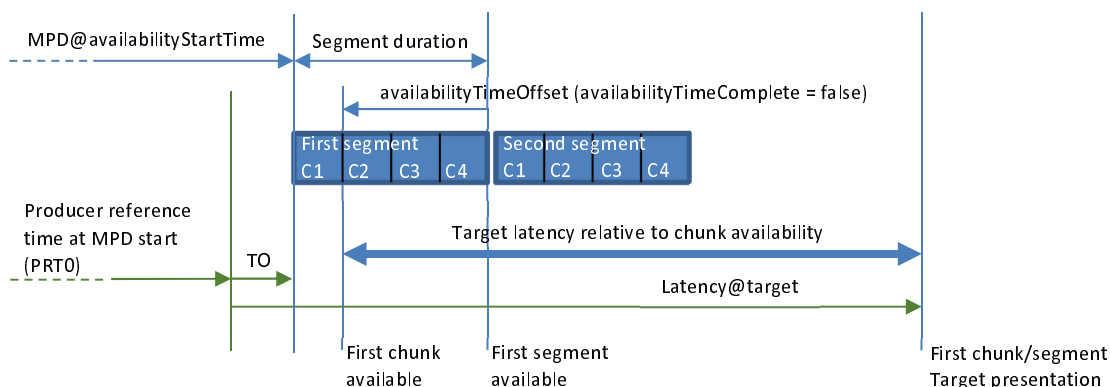 MPD@availabilityStartTime
Segment duration
availabilityTimeOffset (availabilityTimeComplete = false)
First segment
C1 C2 C3 C4
Second segment
C1 C2 C3 C4
Producer reference
time at MPD start
(PRT0)
TO
Target latency relative to chunk availability
Latency@target
First chunk
available
First segment
available
First chunk/segment
Target presentation